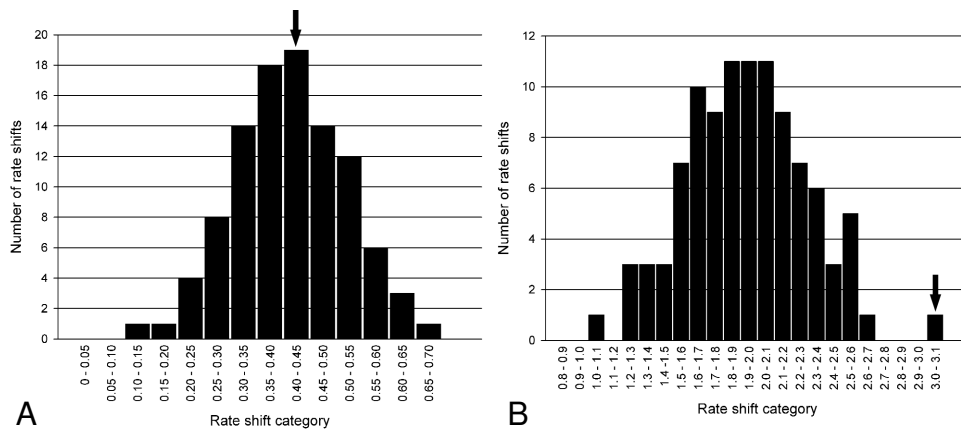 20
18
16
14
12
10
8
6
4
2
0
Number of rate shifts
0 - 0.05
0.05 - 0.10
0.10 - 0.15
0.15 - 0.20
0.20 - 0.25
0.25 - 0.30
0.30 - 0.35
0.35 - 0.40
0.40 - 0.45
0.45 - 0.50
0.50 - 0.55
0.55 - 0.60
0.60 - 0.65
0.65 - 0.70
Rate shift category
A
12
10
8
6
4
2
0
Number of rate shifts
0.8 - 0.9
0.9 - 1.0
1.0 - 1.1
1.1 - 1.2
1.2 - 1.3
1.3 - 1.4
1.4 - 1.5
1.5 - 1.6
1.6 - 1.7
1.7 - 1.8
1.8 - 1.9
1.9 - 2.0
2.0 - 2.1
2.1 - 2.2
2.2 - 2.3
2.3 - 2.4
2.4 - 2.5
2.5 - 2.6
2.6 - 2.7
2.7 - 2.8
2.8 - 2.9
2.9 - 3.0
3.0 - 3.1
Rate shift category
B